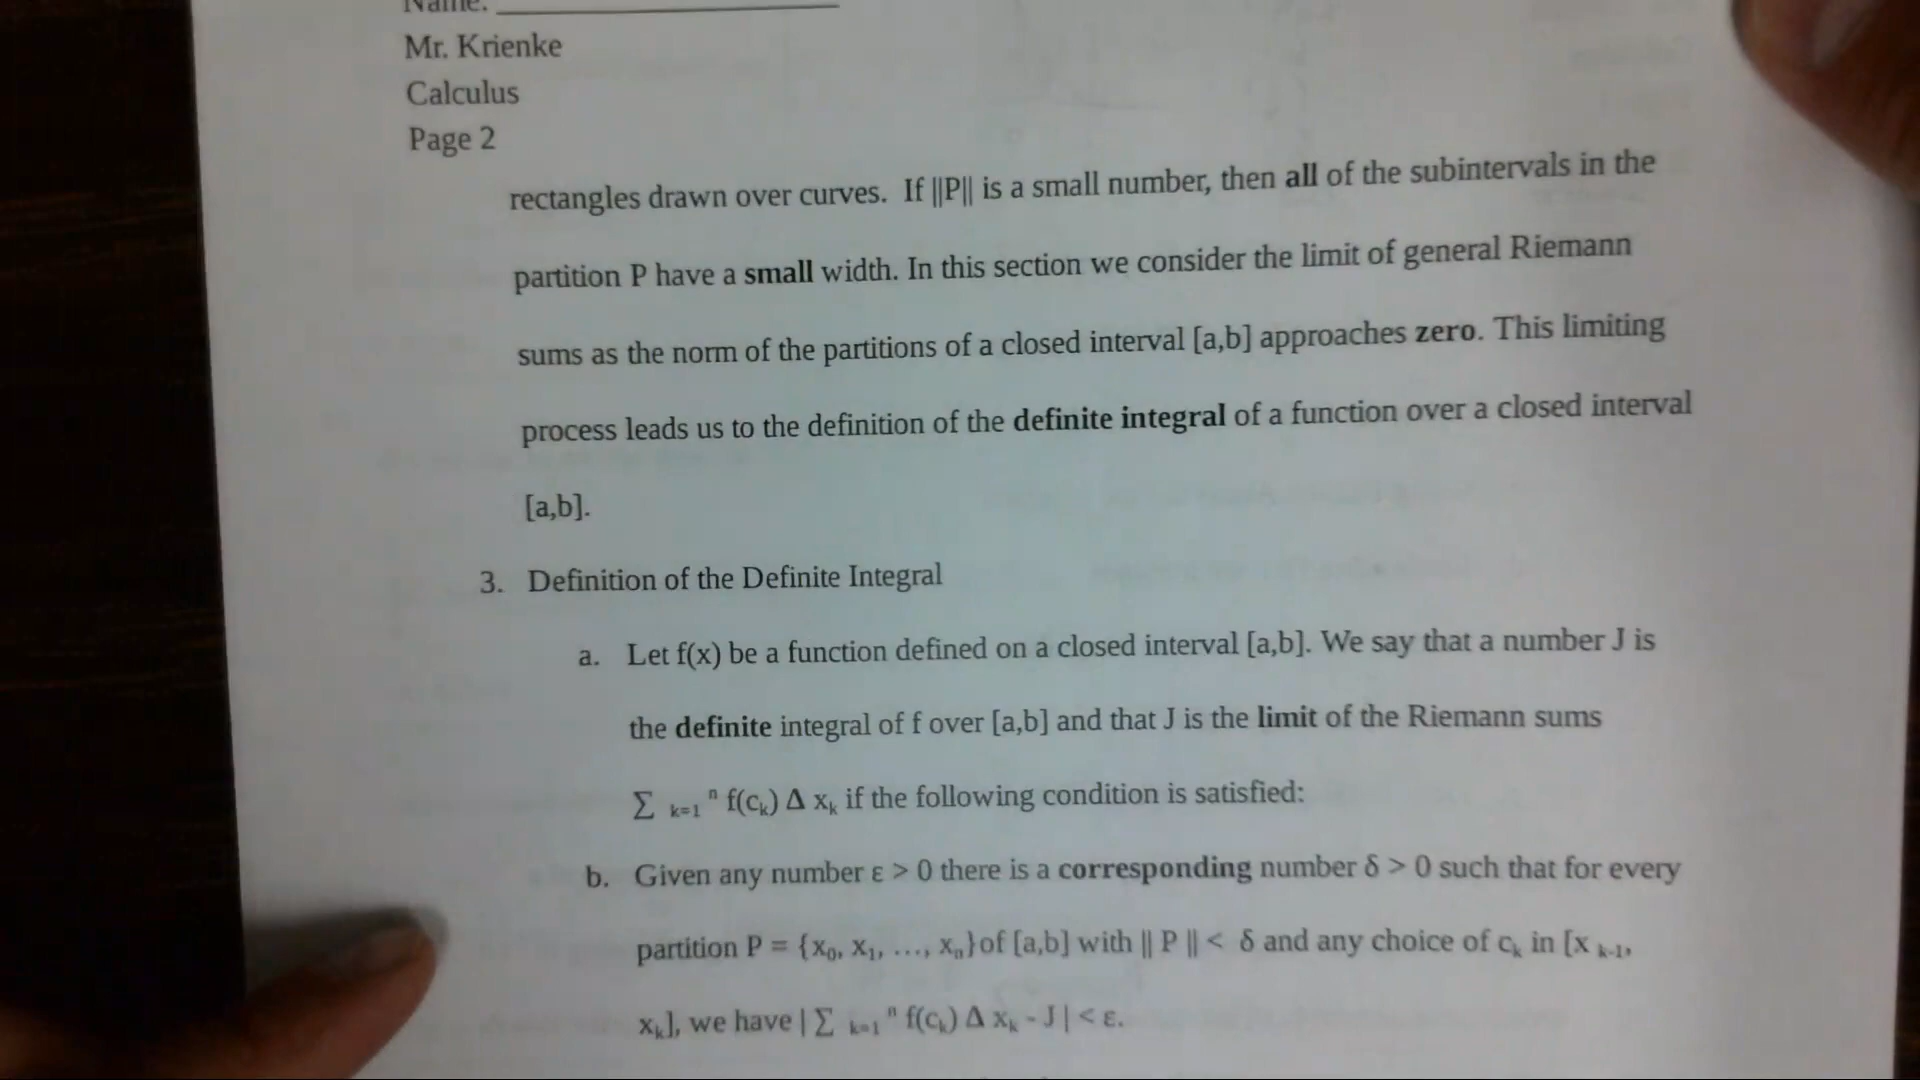 Name: ____________________
Mr. Krienke
Calculus
Page 2
rectangles drawn over curves. If ||P|| is a small number, then all of the subintervals in the
partition P have a small width. In this section we consider the limit of general Riemann
sums as the norm of the partitions of a closed interval [a,b] approaches zero. This limiting
process leads us to the definition of the definite integral of a function over a closed interval
[a,b].
3. Definition of the Definite Integral
a. Let f(x) be a function defined on a closed interval [a,b]. We say that a number J is
the definite integral of f over [a,b] and that J is the limit of the Riemann sums
∑ ₖ₌₁ ⁿ f(cₖ) Δ xₖ if the following condition is satisfied:
b. Given any number ε > 0 there is a corresponding number δ > 0 such that for every
partition P = {x₀, x₁, …, xₙ}of [a,b] with || P || < δ and any choice of cₖ in [x ₖ₋₁,
xₖ], we have | ∑ ₖ₌₁ ⁿ f(cₖ) Δ xₖ - J | < ε.